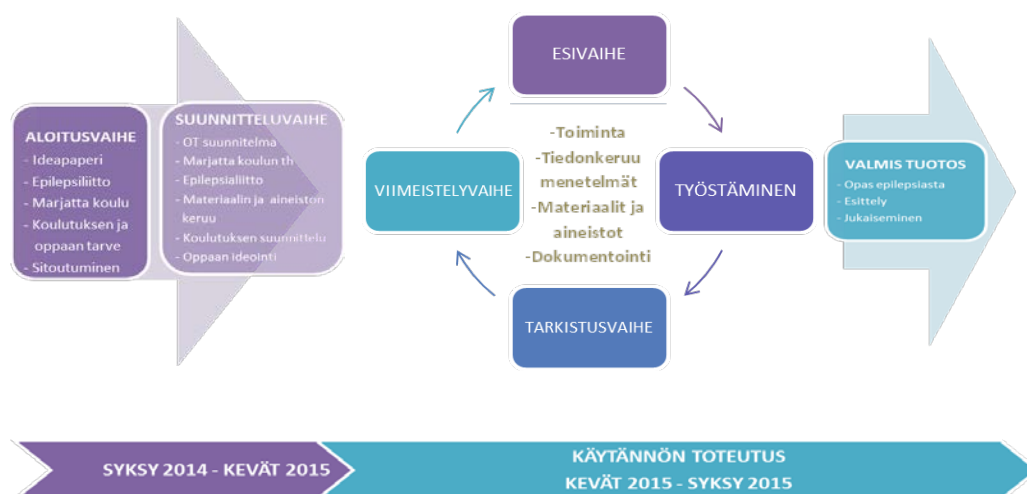 ALOITUSVAIHE
- Ideapaperi
- Epilepsiliitto
- Marjatta koulu
- Koulutuksen ja
oppaan tarve
- Sitoutuminen
SUUNNITTELUVAIHE
- OT suunnitelma
- Marjatta koulun th
- Epilepsialiitto
- Materiaalin ja aineiston
keruu
- Koulutuksen suunnittelu
- Oppaan ideointi
ESIVAIHE
VIIMEISTELYVAIHE
-Toiminta
-Tiedonkeruu
menetelmät
-Materiaalit ja
aineistot
-Dokumentointi
TYÖSTÄMINEN
TARKISTUSVAIHE
VALMIS TUOTOS
- Opas epilepsiasta
- Esittely
- Jukaiseminen
SYKSY 2014 - KEVÄT 2015
KÄYTÄNNÖN TOTEUTUS
KEVÄT 2015 - SYKSY 2015